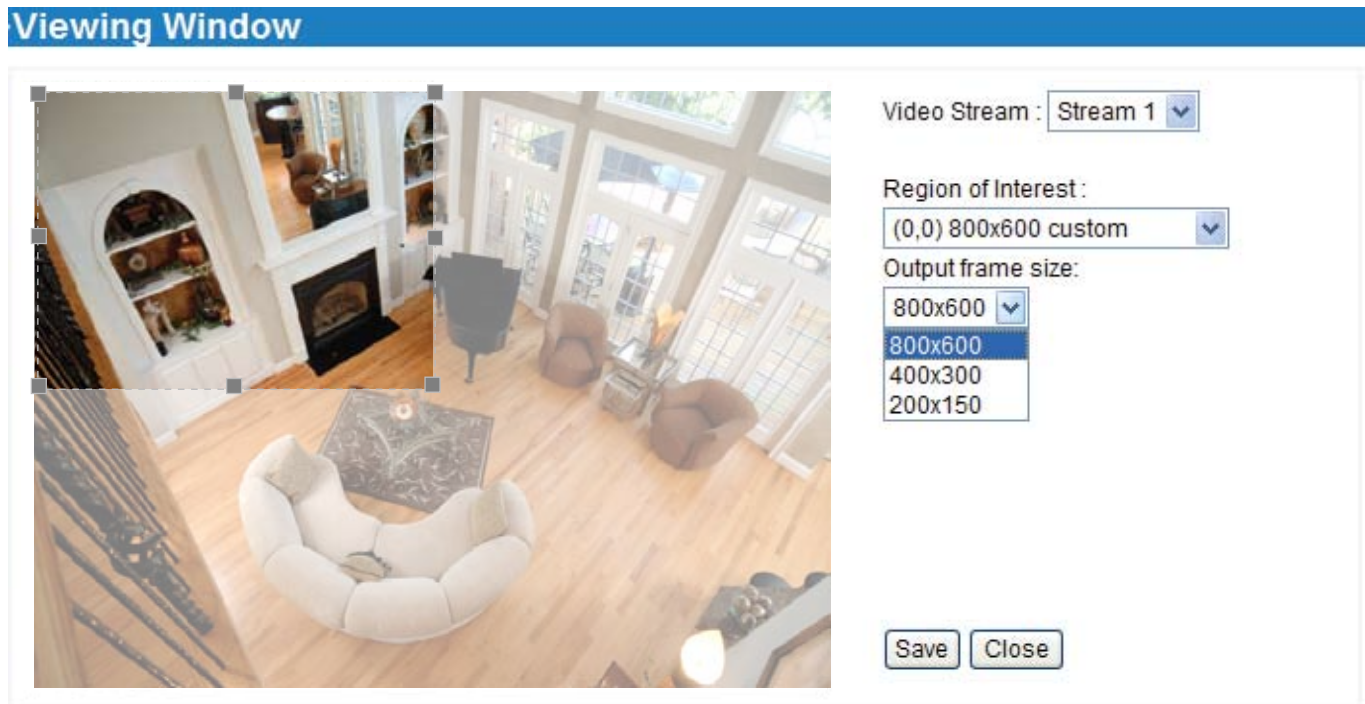 Viewing Window
Video Stream : Stream 1
Region of Interest :
(0,0) 800x600 custom
Output frame size:
800x600
800x600
400x300
200x150
Save Close